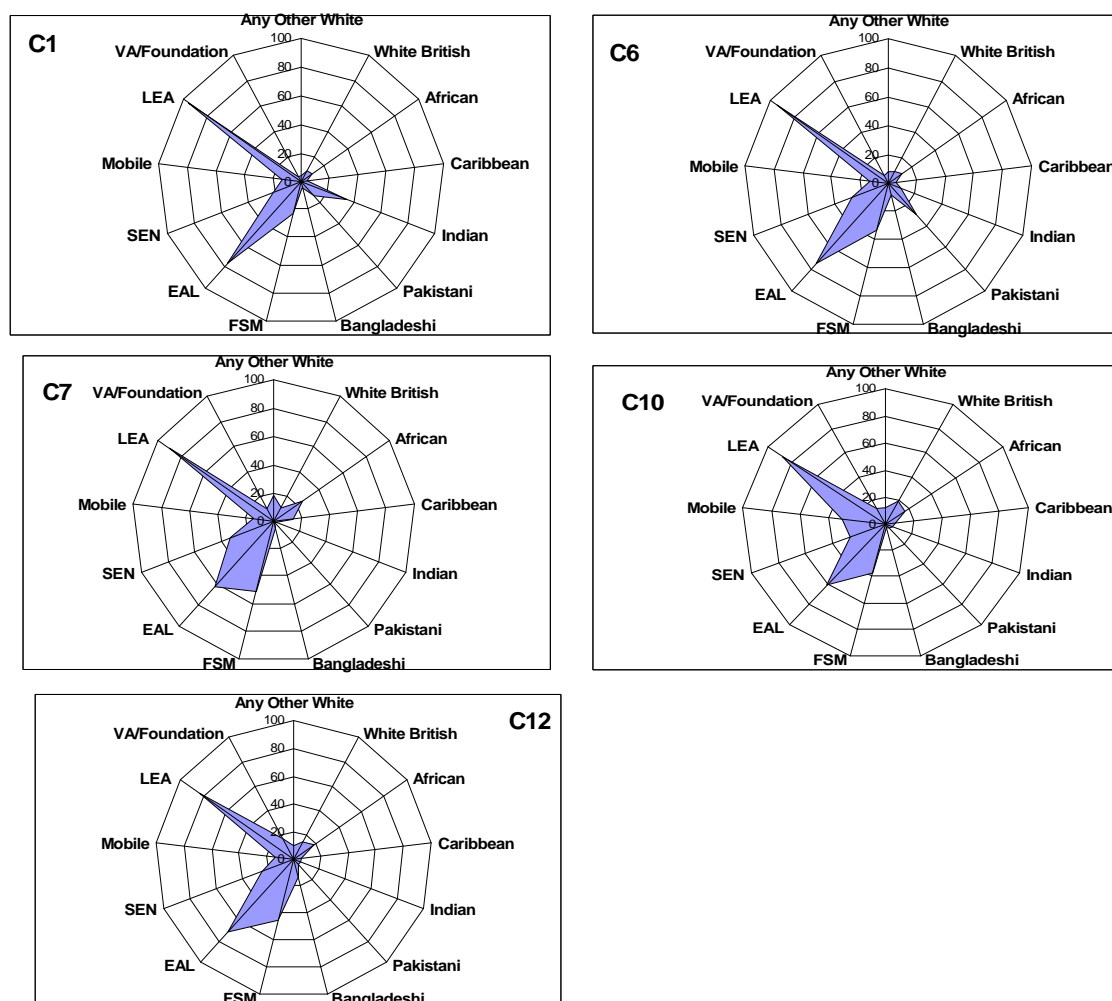 C1
Any Other White
VA/Foundation
White British
LEA
African
Mobile
Caribbean
SEN
Indian
EAL
Pakistani
FSM
Bangladeshi
100
80
60
40
20
0
C6
Any Other White
VA/Foundation
White British
LEA
African
Mobile
Caribbean
SEN
Indian
EAL
Pakistani
FSM
Bangladeshi
100
80
60
40
20
0
C7
Any Other White
VA/Foundation
White British
LEA
African
Mobile
Caribbean
SEN
Indian
EAL
Pakistani
FSM
Bangladeshi
100
80
60
40
20
0
C10
Any Other White
VA/Foundation
White British
LEA
African
Mobile
Caribbean
SEN
Indian
EAL
Pakistani
FSM
Bangladeshi
100
80
60
40
20
0
C12
Any Other White
VA/Foundation
White British
LEA
African
Mobile
Caribbean
SEN
Indian
EAL
Pakistani
FSM
Bangladeshi
100
80
60
40
20
0